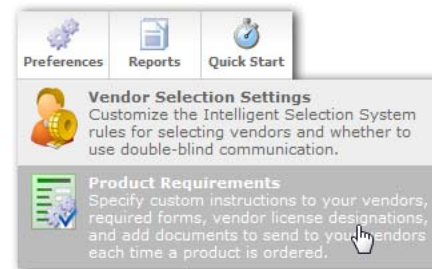 Preferences Reports Quick Start
Vendor Selection Settings
Customize the Intelligent Selection System
rules for selecting vendors and whether to
use double-blind communication.
Product Requirements
Specify custom instructions to your vendors,
required forms, vendor license designations,
and add documents to send to your vendors
each time a product is ordered.